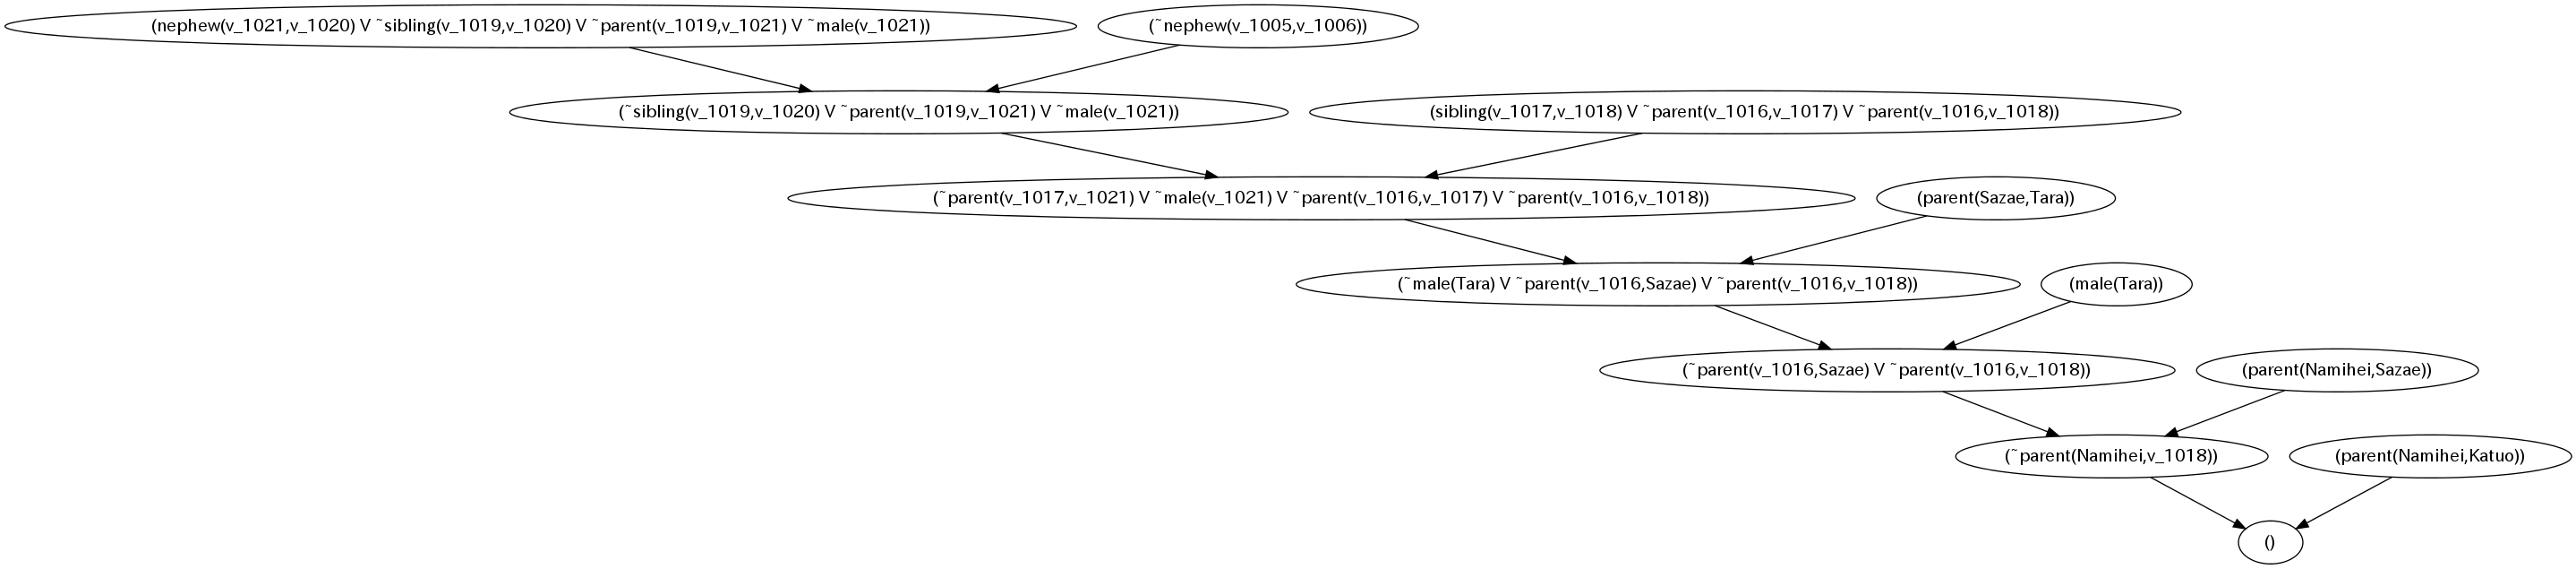 (nephew(v_1021,v_1020) V ~sibling(v_1019,v_1020) V ~parent(v_1019,v_1021) V ~male(v_1021))
(~nephew(v_1005,v_1006))
(~sibling(v_1019,v_1020) V ~parent(v_1019,v_1021) V ~male(v_1021))
(sibling(v_1017,v_1018) V ~parent(v_1016,v_1017) V ~parent(v_1016,v_1018))
(~parent(v_1017,v_1021) V ~male(v_1021) V ~parent(v_1016,v_1017) V ~parent(v_1016,v_1018))
(parent(Sazae,Tara))
(~male(Tara) V ~parent(v_1016,Sazae) V ~parent(v_1016,v_1018))
(male(Tara))
(~parent(v_1016,Sazae) V ~parent(v_1016,v_1018))
(parent(Namihei,Sazae))
(~parent(Namihei,v_1018))
(parent(Namihei,Katuo))
()